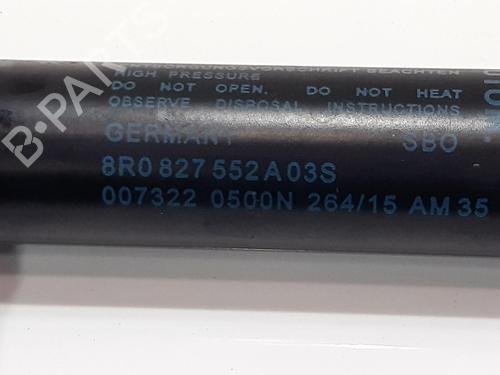 HIGH PRESSURE
DO NOT OPEN. DO NOT HEAT
OBSERVE DISPOSAL INSTRUCTIONS
GERMANY SBO
8R0 827 552A 03S
007322 0500N 264/15 AM 35
B-PARTS